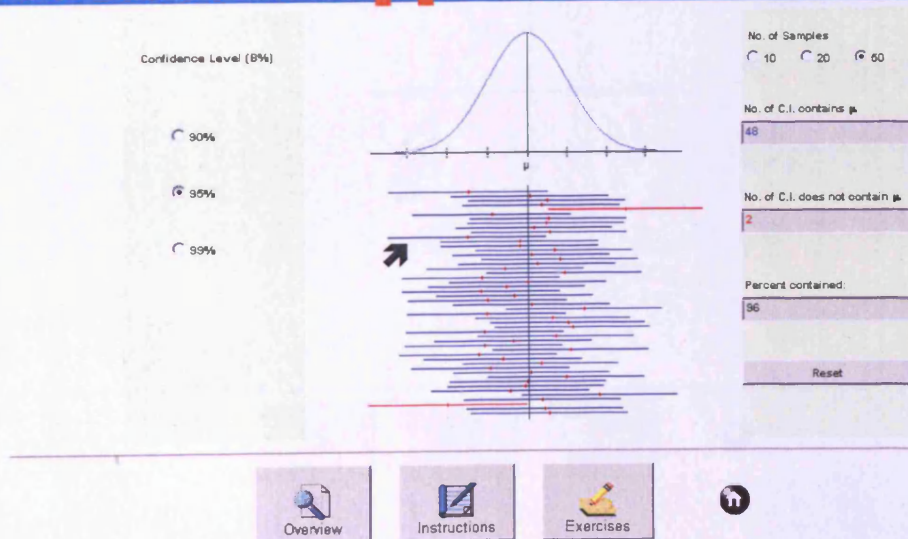 Confidence Level (8%)
90%
95%
99%
μ
No. of Samples
10 20 50
No. of C.I. contains μ
48
No. of C.I. does not contain μ
2
Percent contained:
96
Reset
Overview
Instructions
Exercises